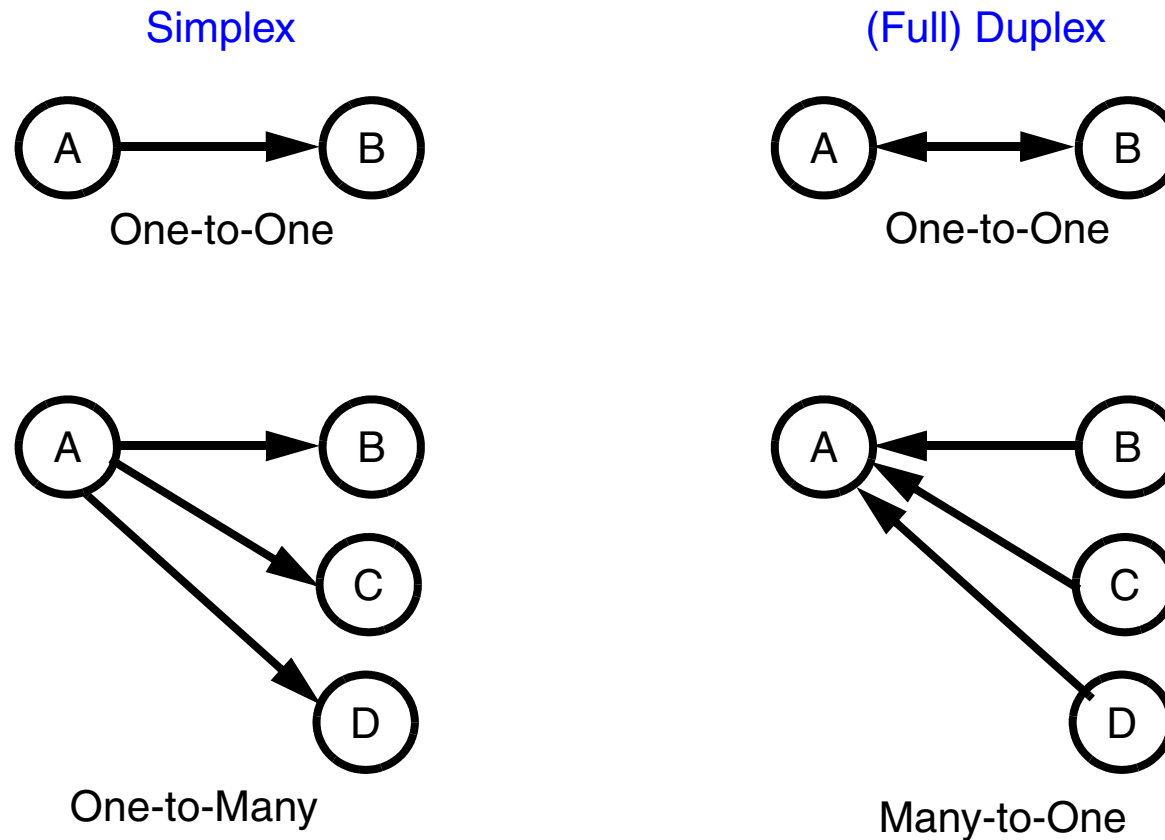 Simplex
(Full) Duplex
A
B
One-to-One
A
B
One-to-One
A
B
C
D
One-to-Many
A
B
C
D
Many-to-One